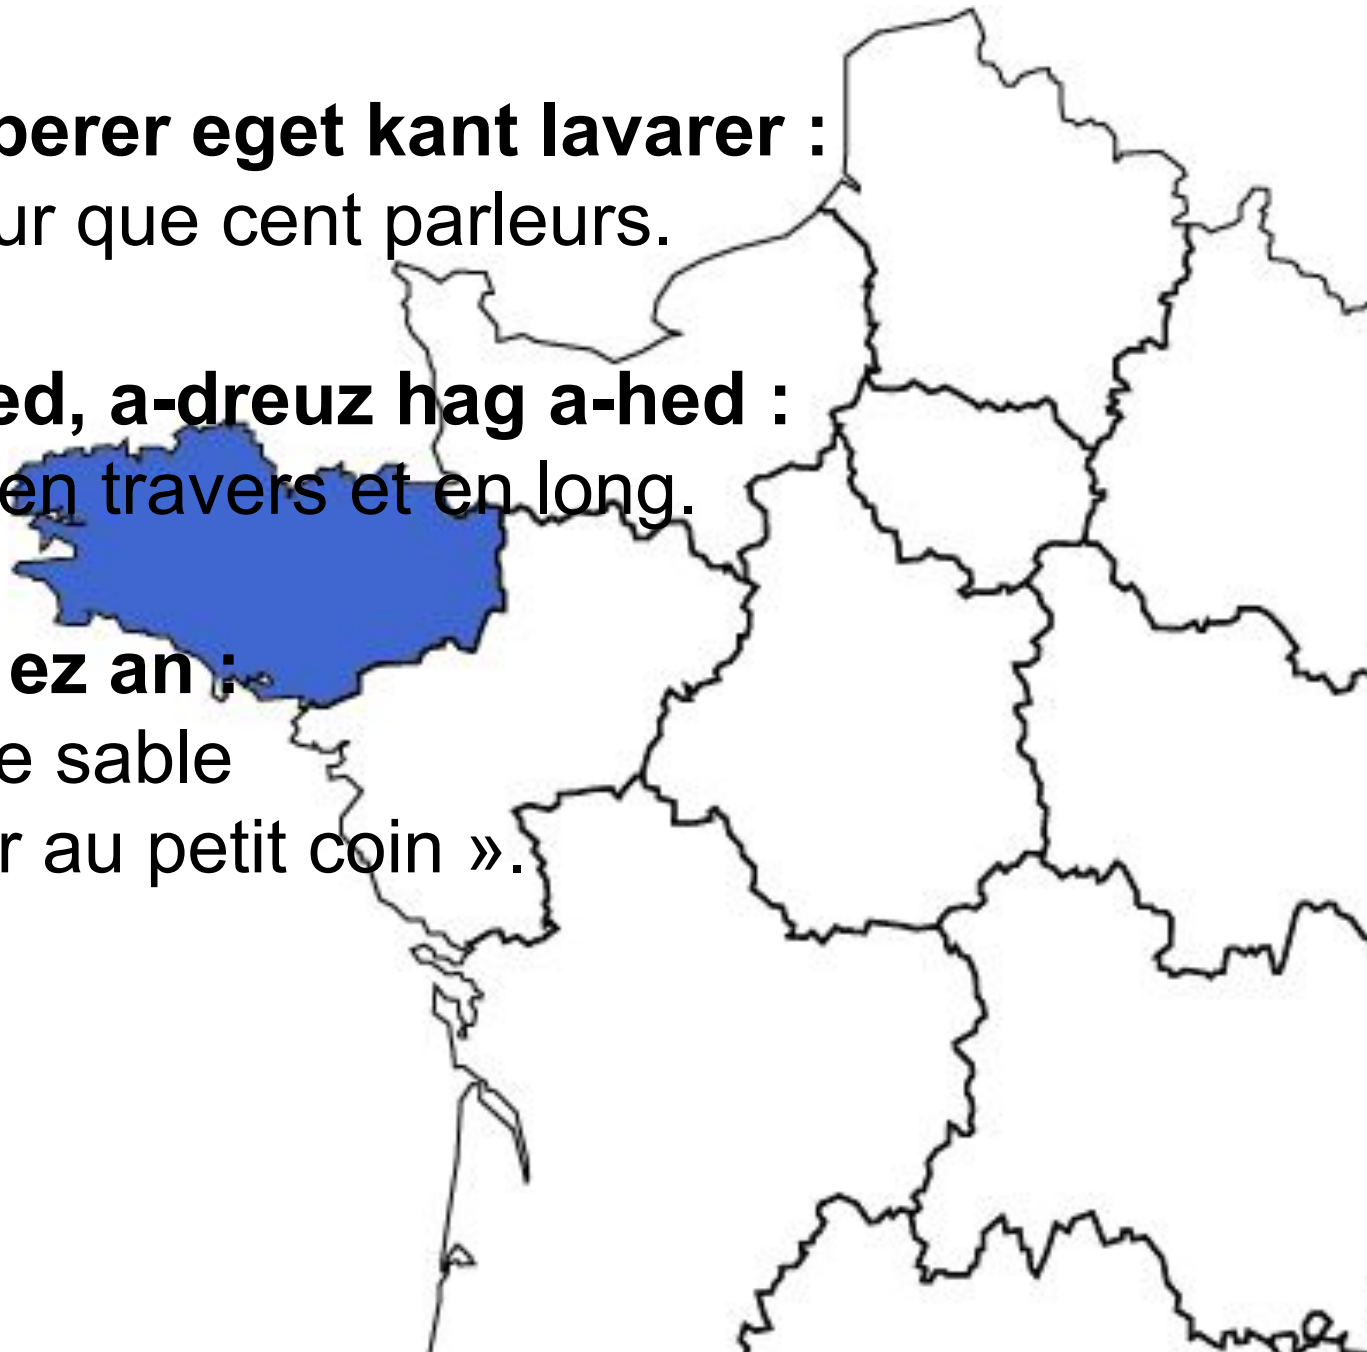 perer eget kant lavarer :
ur que cent parleurs.
ed, a-dreuz hag a-hed :
en travers et en long.
ez an :
e sable
r au petit coin ».